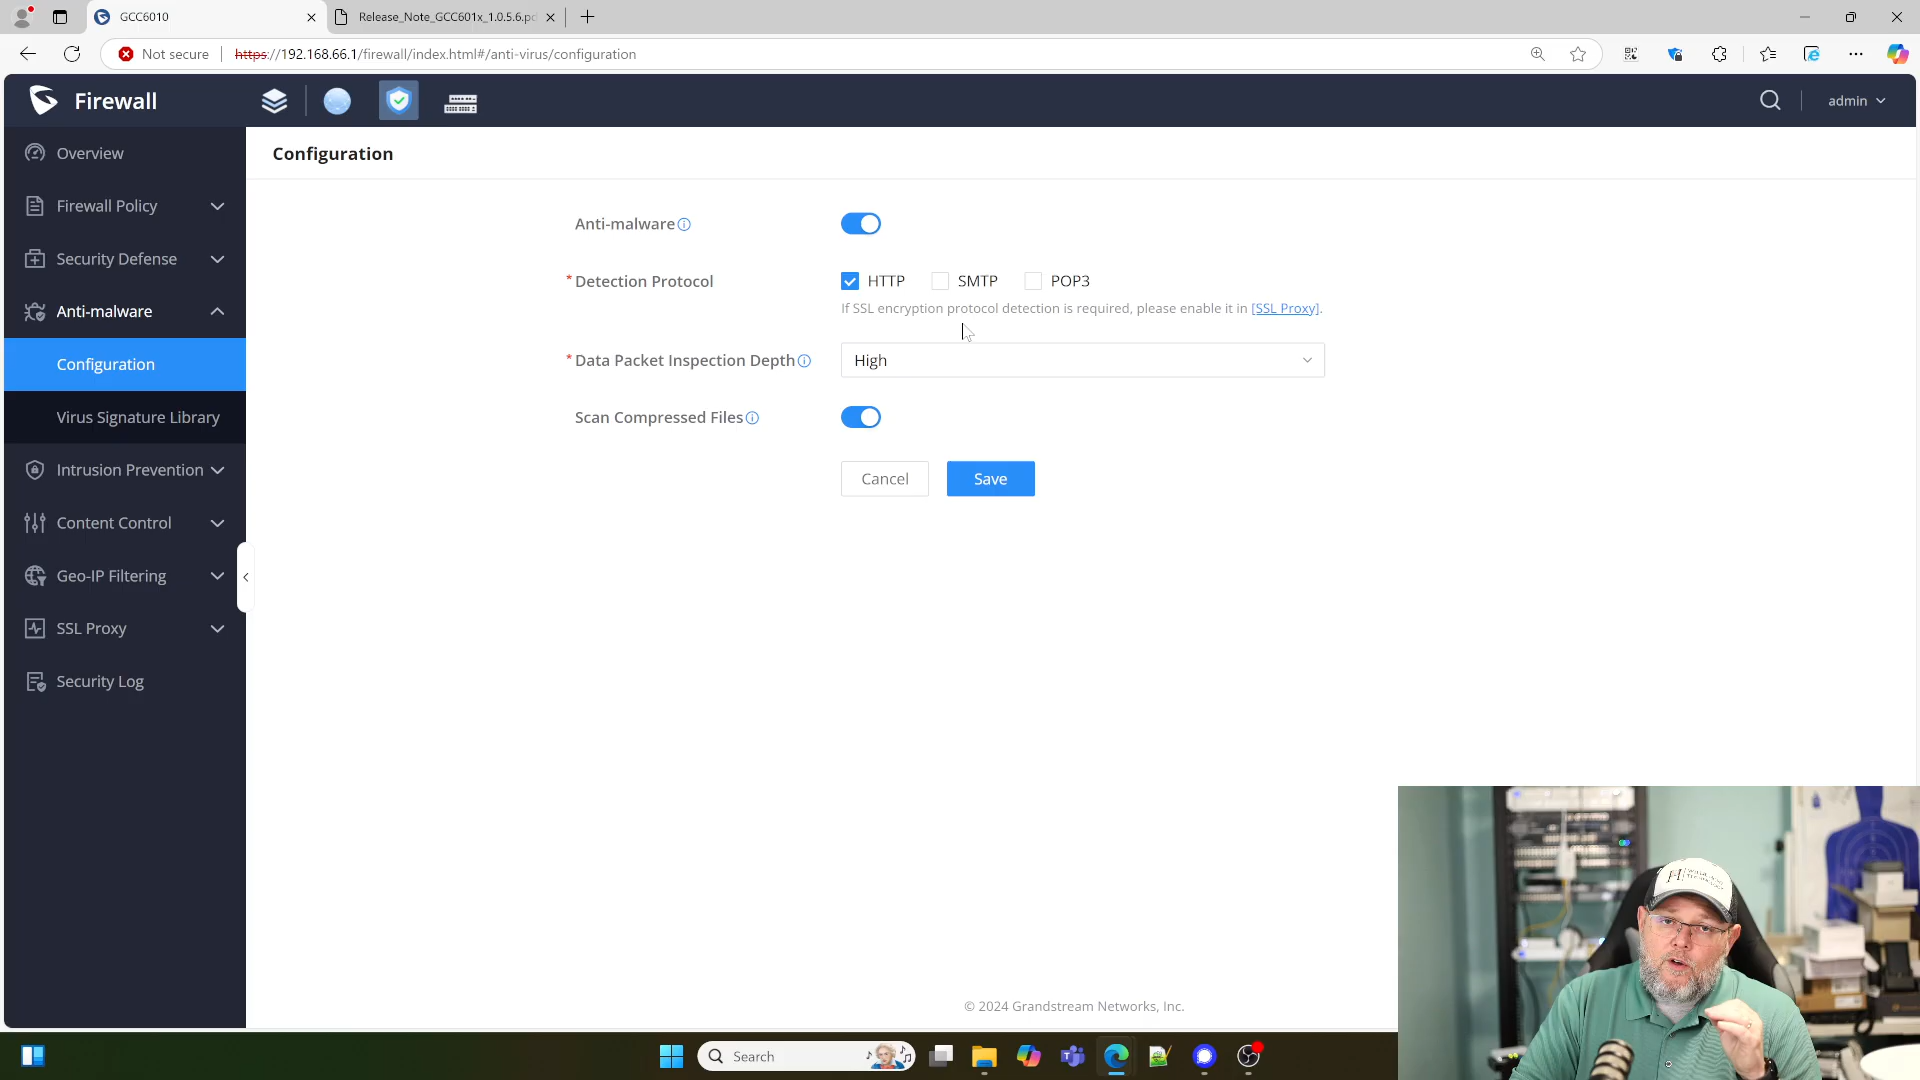 GCC6010
Release_Note_GCC601x_1.0.5.6.pd
Not secure
https://192.168.66.1/firewall/index.html#/anti-virus/configuration
Firewall
admin
Overview
Firewall Policy
Security Defense
Anti-malware
Configuration
Virus Signature Library
Intrusion Prevention
Content Control
Geo-IP Filtering
SSL Proxy
Security Log
Configuration
Anti-malware
* Detection Protocol
HTTP SMTP POP3
If SSL encryption protocol detection is required, please enable it in [SSL Proxy].
* Data Packet Inspection Depth
High
Scan Compressed Files
Cancel Save
© 2024 Grandstream Networks, Inc.
Search